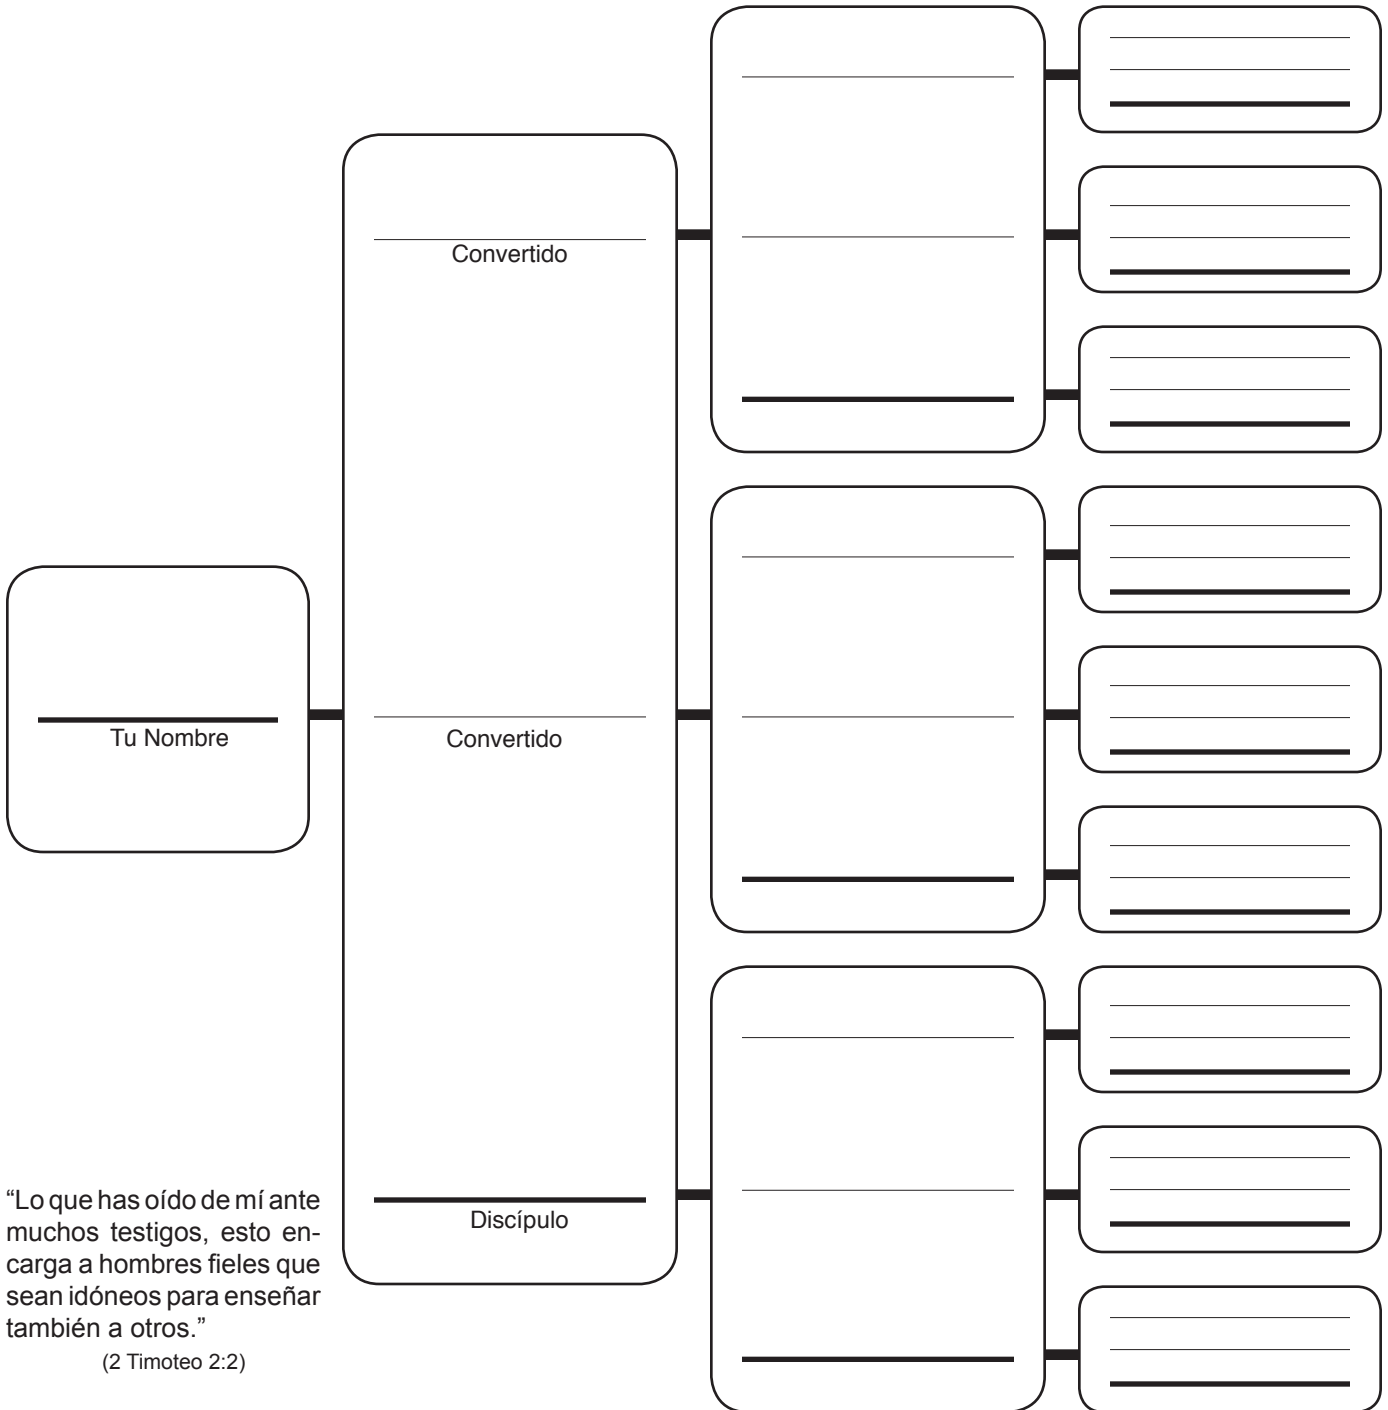 Convertido
Tu Nombre
Convertido
“Lo que has oído de mí ante
muchos testigos, esto en-
carga a hombres fieles que
sean idóneos para enseñar
también a otros.”
(2 Timoteo 2:2)
Discípulo